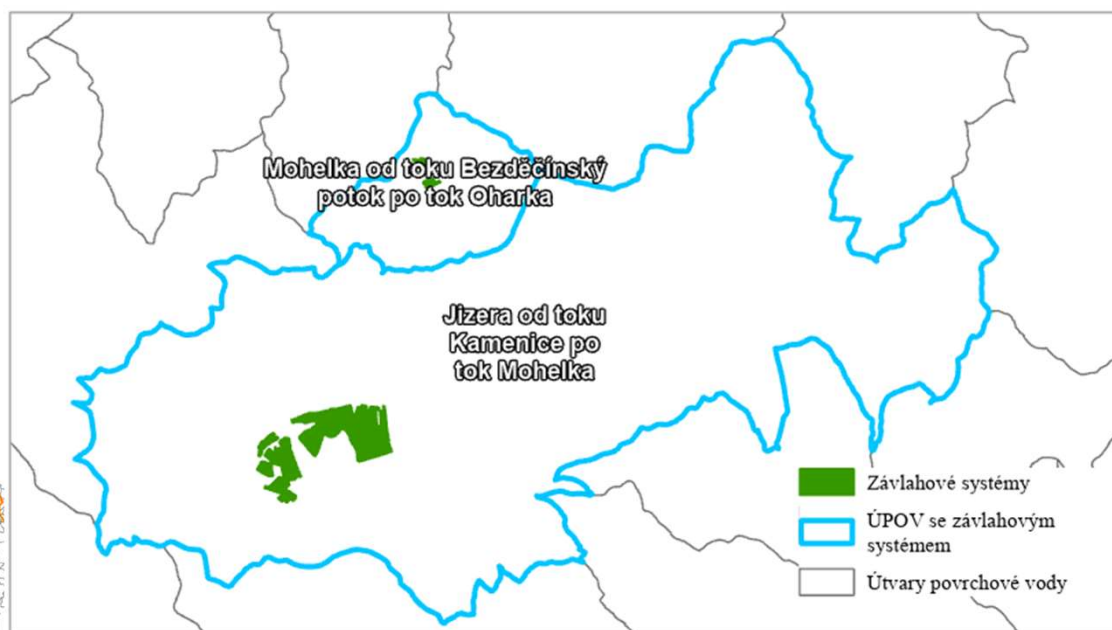 Mohelka od toku Bezděčínský
potok po tok Oharka
Jizera od toku
Kamenice po
tok Mohelka
Závlahové systémy
ÚPOV se závlahovým
systémem
Útvary povrchové vody